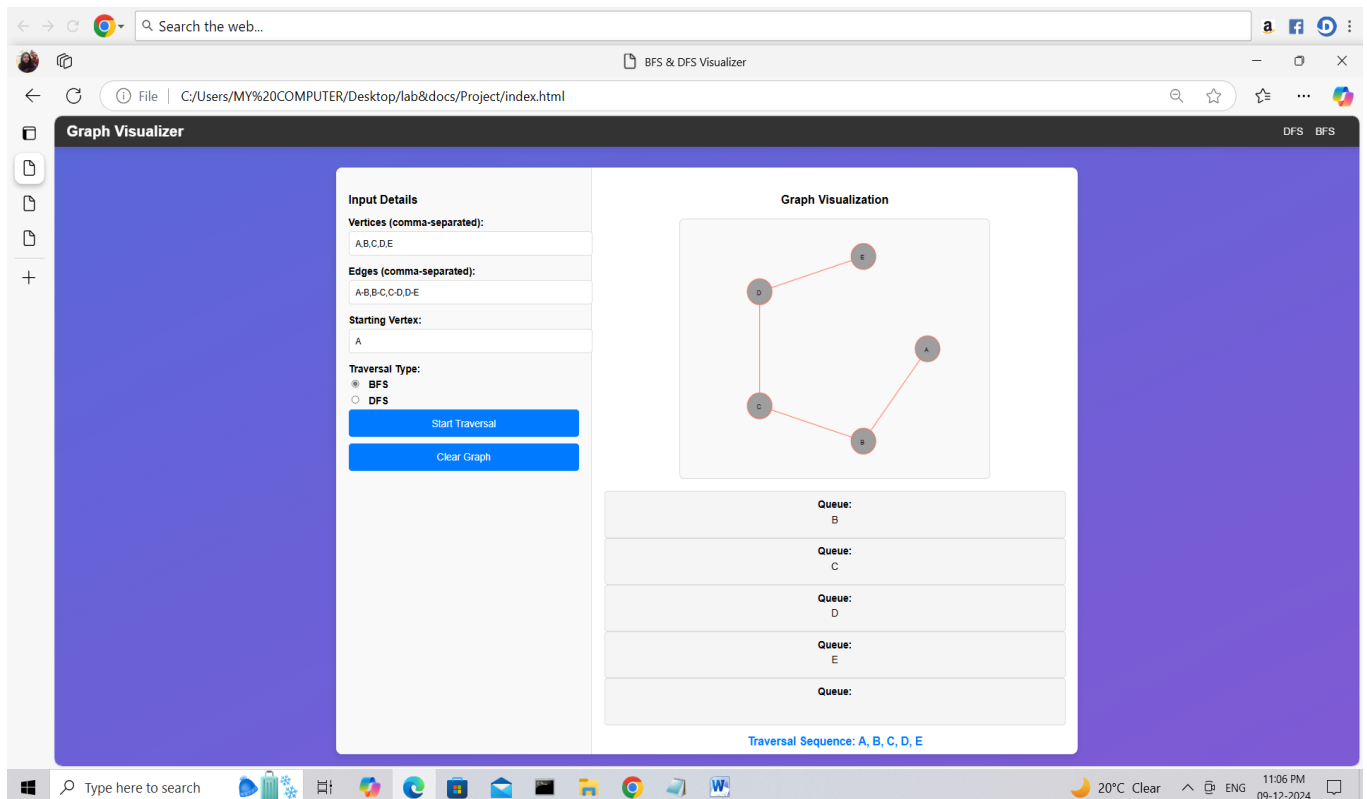 Search the web...
a
BFS & DFS Visualizer
File | C:/Users/MY%20COMPUTER/Desktop/lab&docs/Project/index.html
Graph Visualizer
DFS BFS
Input Details
Vertices (comma-separated):
A,B,C,D,E
Edges (comma-separated):
A-B,B-C,C-D,D-E
Starting Vertex:
A
Traversal Type:
BFS
DFS
Start Traversal
Clear Graph
Graph Visualization
E
D
A
C
B
Queue:
B
Queue:
C
Queue:
D
Queue:
E
Queue:
Traversal Sequence: A, B, C, D, E
Type here to search
W
20°C Clear
ENG
11:06 PM
09-12-2024